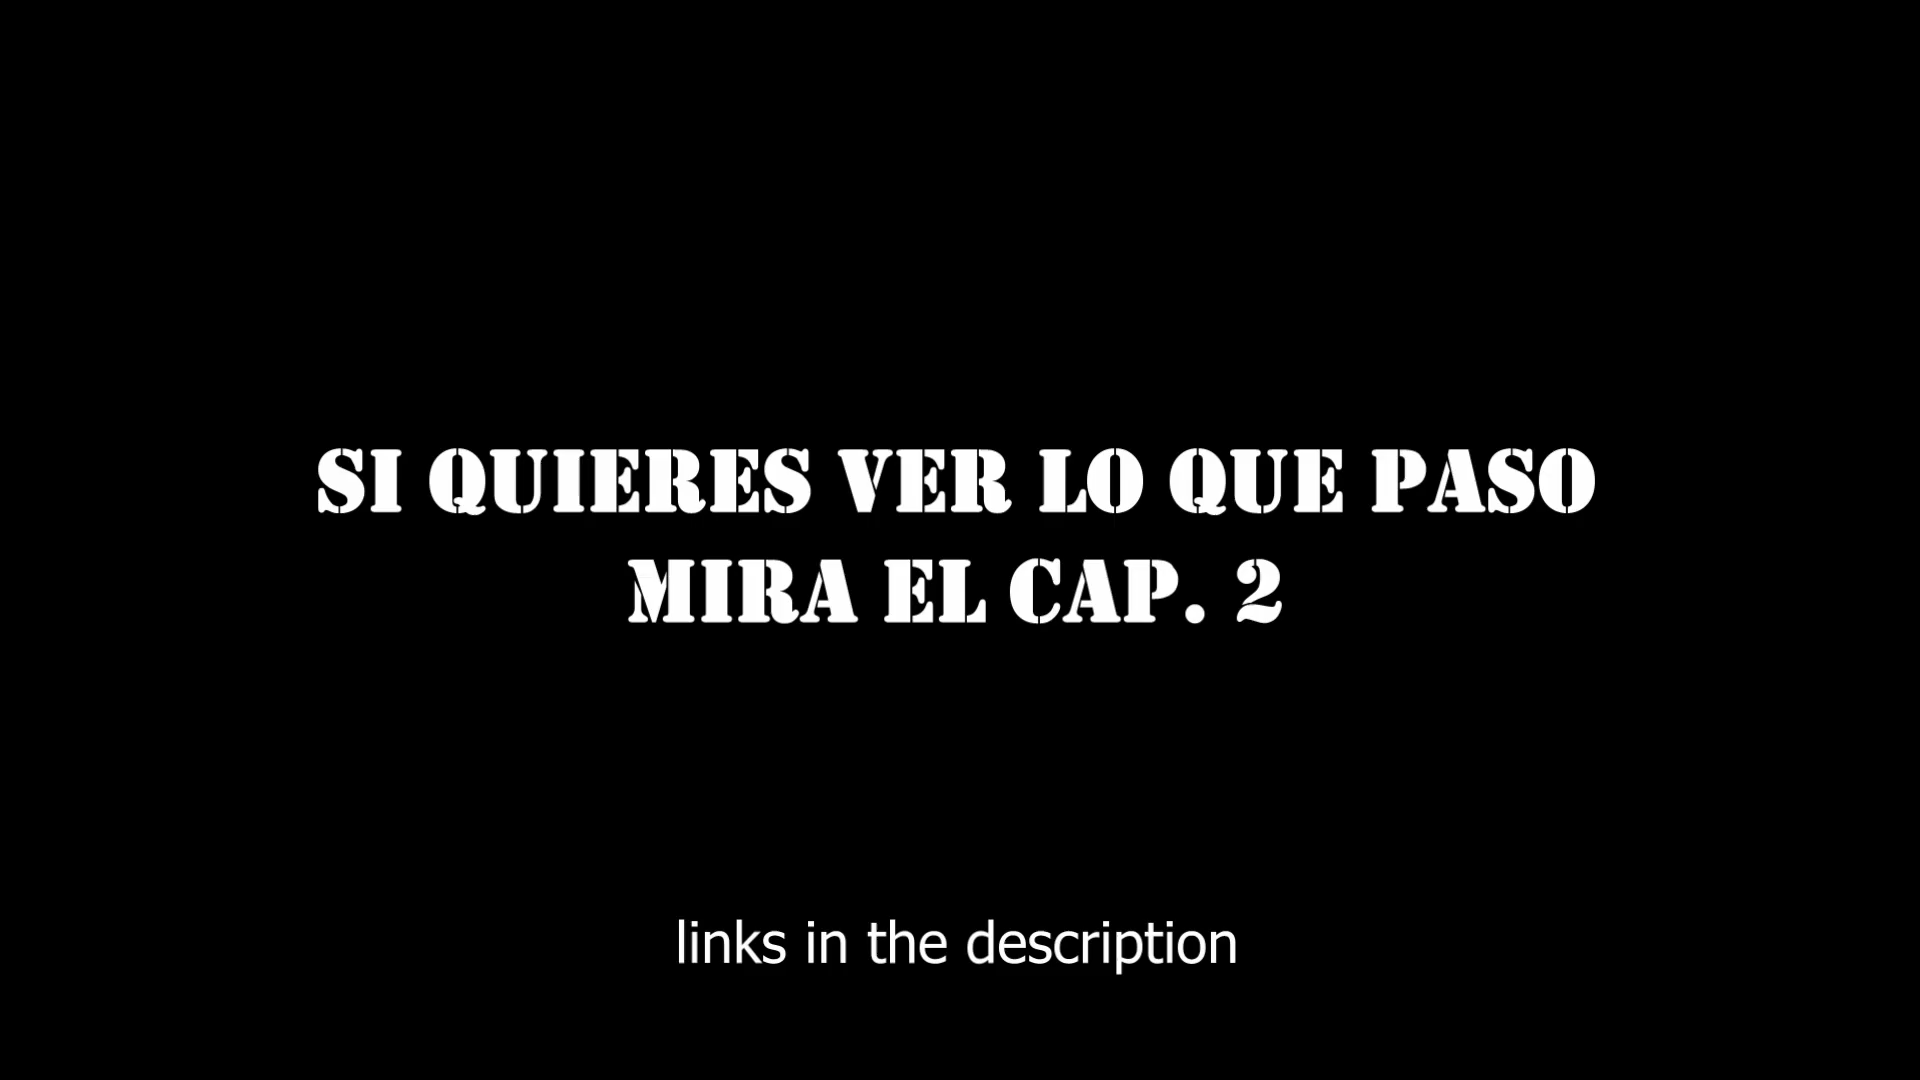 SI QUIERES VER LO QUE PASO
MIRA EL CAP. 2
links in the description